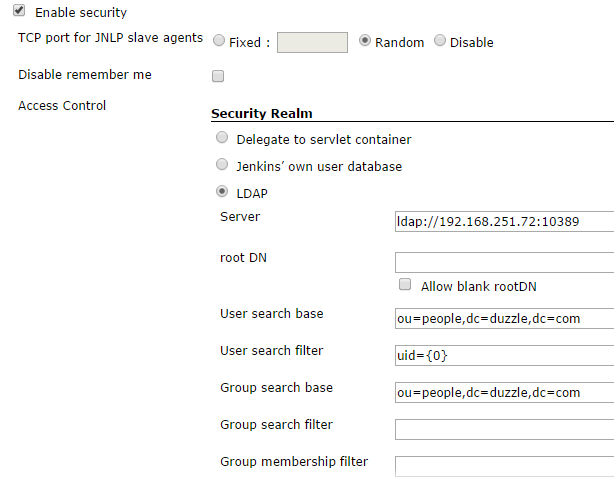 Enable security
TCP port for JNLP slave agents Fixed : Random Disable
Disable remember me
Access Control
Security Realm
Delegate to servlet container
Jenkins’ own user database
LDAP
Server ldap://192.168.251.72:10389
root DN
Allow blank rootDN
User search base ou=people,dc=duzzle,dc=com
User search filter uid={0}
Group search base ou=people,dc=duzzle,dc=com
Group search filter
Group membership filter